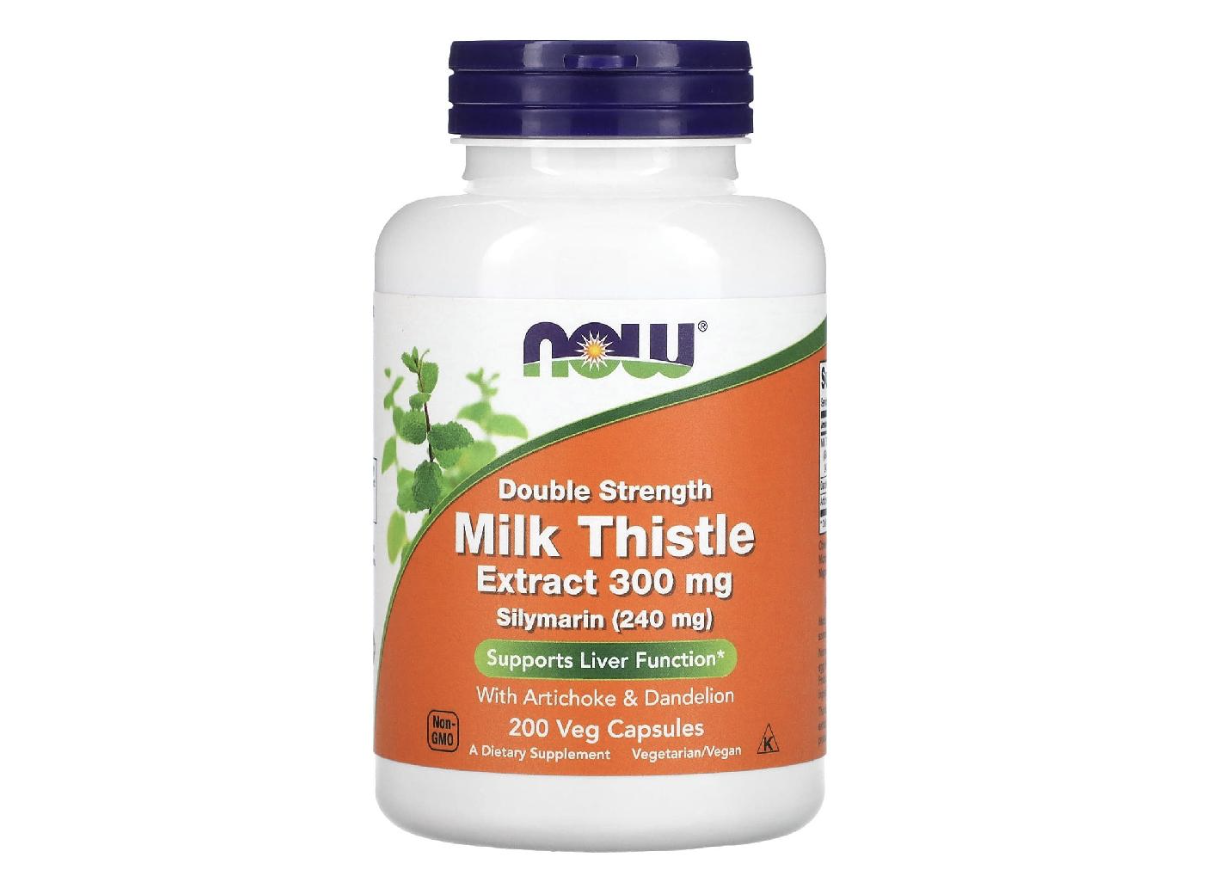 now®
Double Strength
Milk Thistle
Extract 300 mg
Silymarin (240 mg)
Supports Liver Function*
With Artichoke & Dandelion
200 Veg Capsules
Non-
GMO
A Dietary Supplement Vegetarian/Vegan
K